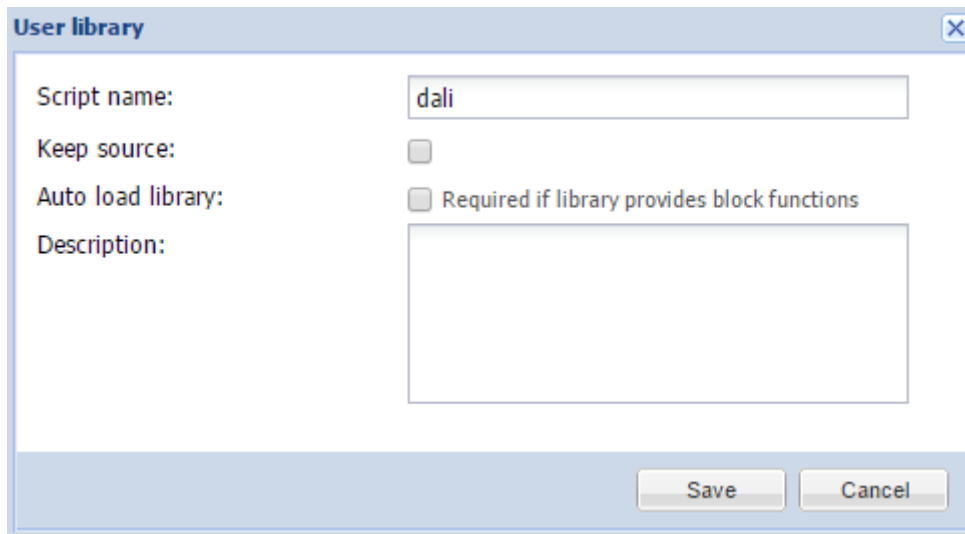 User library
Script name: dali
Keep source:
Auto load library: Required if library provides block functions
Description:
Save Cancel